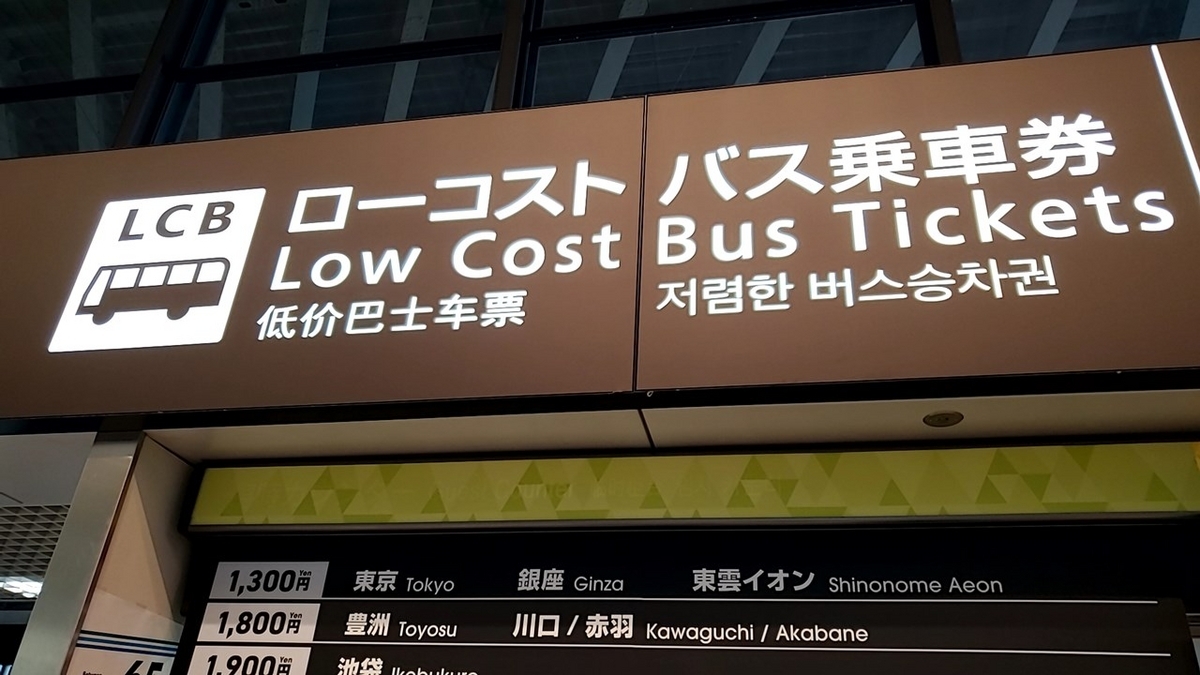 LCB
ローコスト バス乗車券
Low Cost Bus Tickets
低价巴士车票 저렴한 버스승차권
1,300円 Yen 東京 Tokyo 銀座 Ginza 東雲イオン Shinonome Aeon
1,800円 Yen 豊洲 Toyosu 川口 / 赤羽 Kawaguchi / Akabane
1,900円 Yen 池袋 Ikebukuro